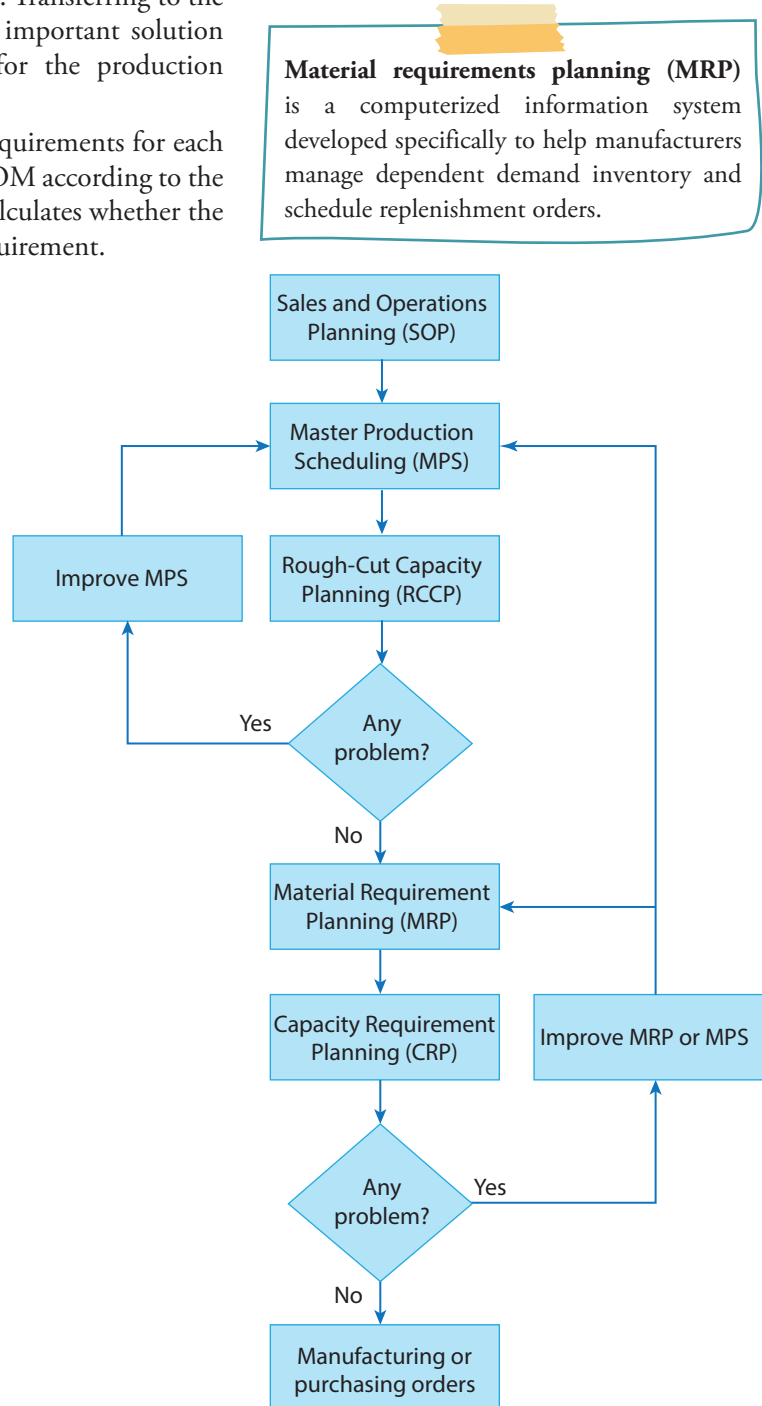 . Transferring to the
important solution
for the production
quirements for each
OM according to the
lculates whether the
quirement.
Material requirements planning (MRP)
is a computerized information system
developed specifically to help manufacturers
manage dependent demand inventory and
schedule replenishment orders.
Sales and Operations
Planning (SOP)
Master Production
Scheduling (MPS)
Improve MPS
Rough-Cut Capacity
Planning (RCCP)
Yes
Any
problem?
No
Material Requirement
Planning (MRP)
Capacity Requirement
Planning (CRP)
Improve MRP or MPS
Any
problem?
Yes
No
Manufacturing or
purchasing orders